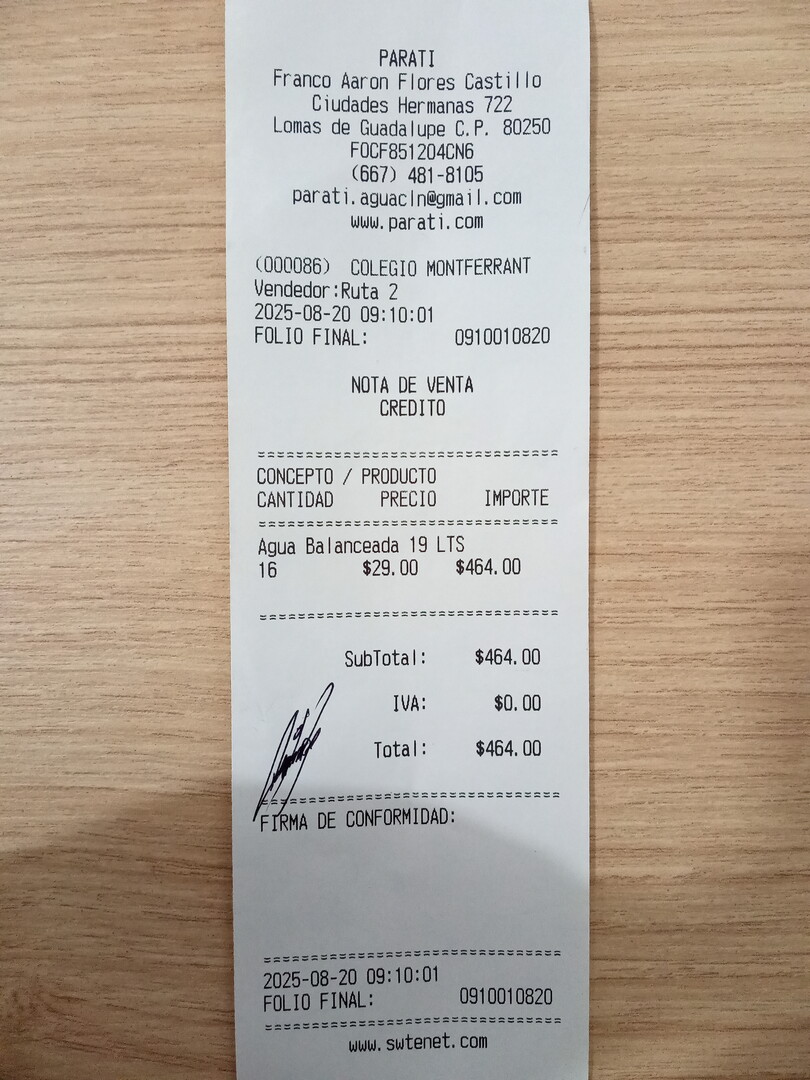 PARATI
Franco Aaron Flores Castillo
Ciudades Hermanas 722
Lomas de Guadalupe C.P. 80250
FOCF851204CN6
(667) 481-8105
parati.aguacln@gmail.com
www.parati.com
(000086) COLEGIO MONTFERRANT
Vendedor:Ruta 2
2025-08-20 09:10:01
FOLIO FINAL: 0910010820
NOTA DE VENTA
CREDITO
CONCEPTO / PRODUCTO
CANTIDAD PRECIO IMPORTE
Agua Balanceada 19 LTS
16 $29.00 $464.00
SubTotal: $464.00
IVA: $0.00
Total: $464.00
FIRMA DE CONFORMIDAD:
2025-08-20 09:10:01
FOLIO FINAL: 0910010820
www.swtenet.com